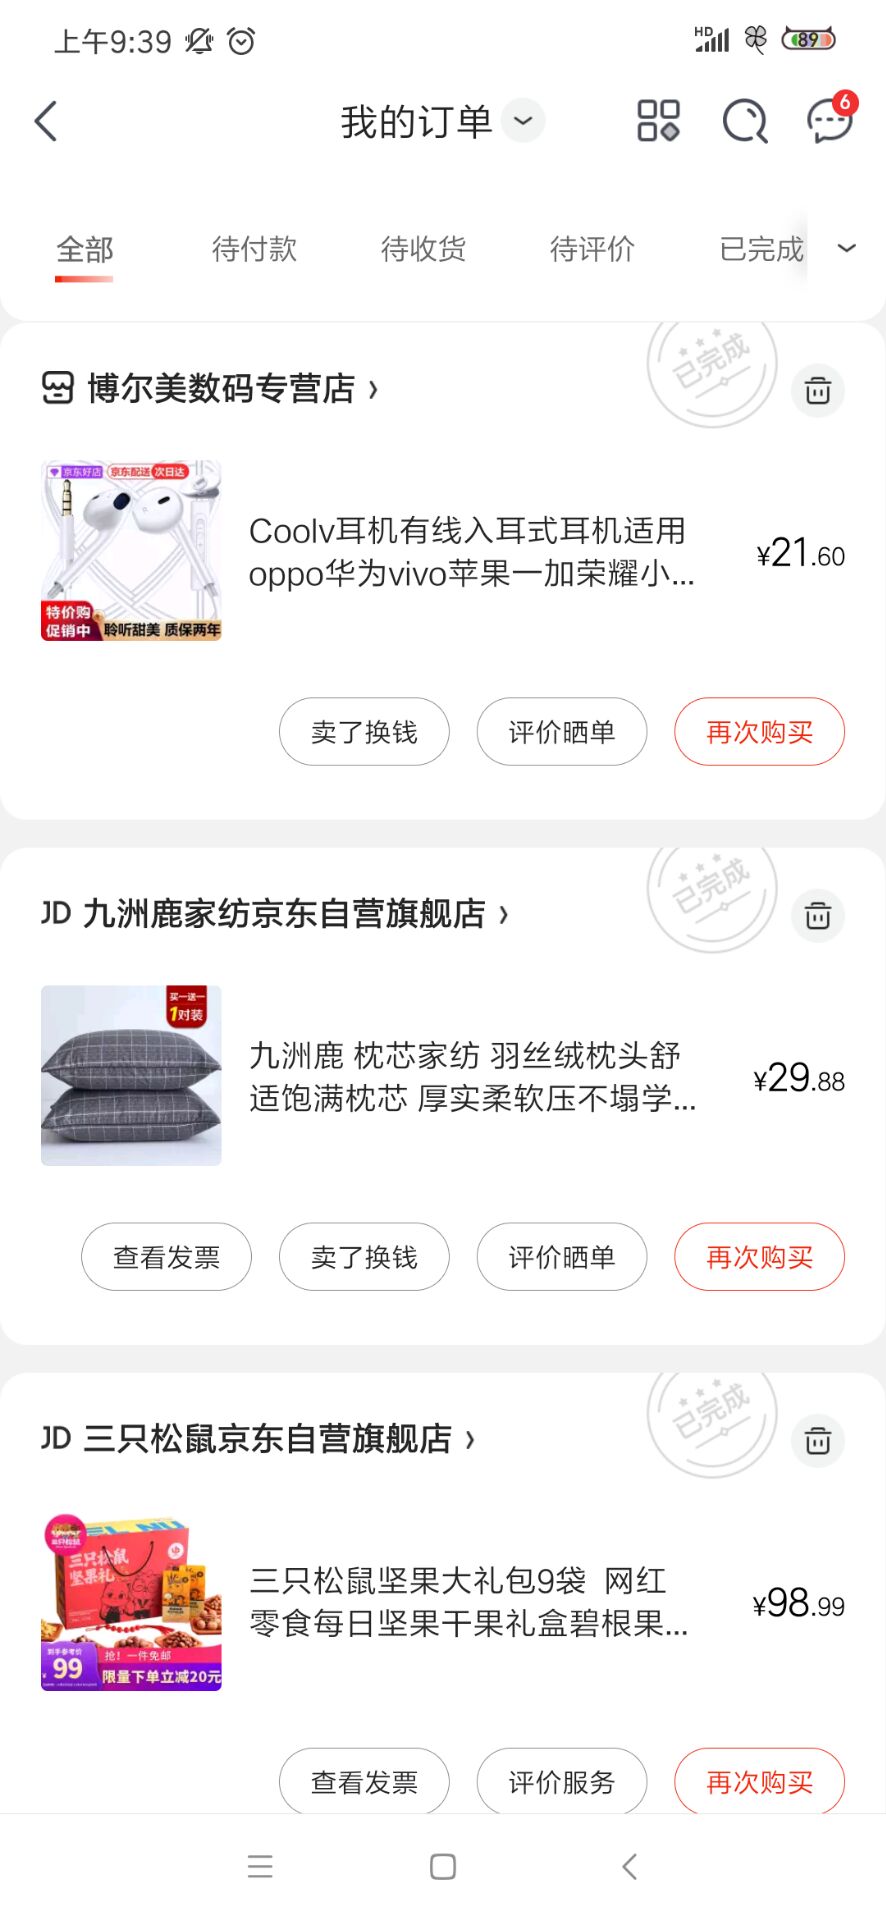 上午9:39
HD
89
我的订单
6
全部 待付款 待收货 待评价 已完成
博尔美数码专营店
已完成
京东好店 京东配送 次日达
特价购
促销中 聆听甜美 质保两年
Coolv耳机有线入耳式耳机适用
oppo华为vivo苹果一加荣耀小...
¥21.60
卖了换钱 评价晒单 再次购买
JD 九洲鹿家纺京东自营旗舰店
已完成
买一送一
1对装
九洲鹿 枕芯家纺 羽丝绒枕头舒
适饱满枕芯 厚实柔软压不塌学...
¥29.88
查看发票 卖了换钱 评价晒单 再次购买
JD 三只松鼠京东自营旗舰店
已完成
三只松鼠
坚果礼
到手参考价
¥99
抢！一件免邮
限量下单立减20元
三只松鼠坚果大礼包9袋 网红
零食每日坚果干果礼盒碧根果...
¥98.99
查看发票 评价服务 再次购买